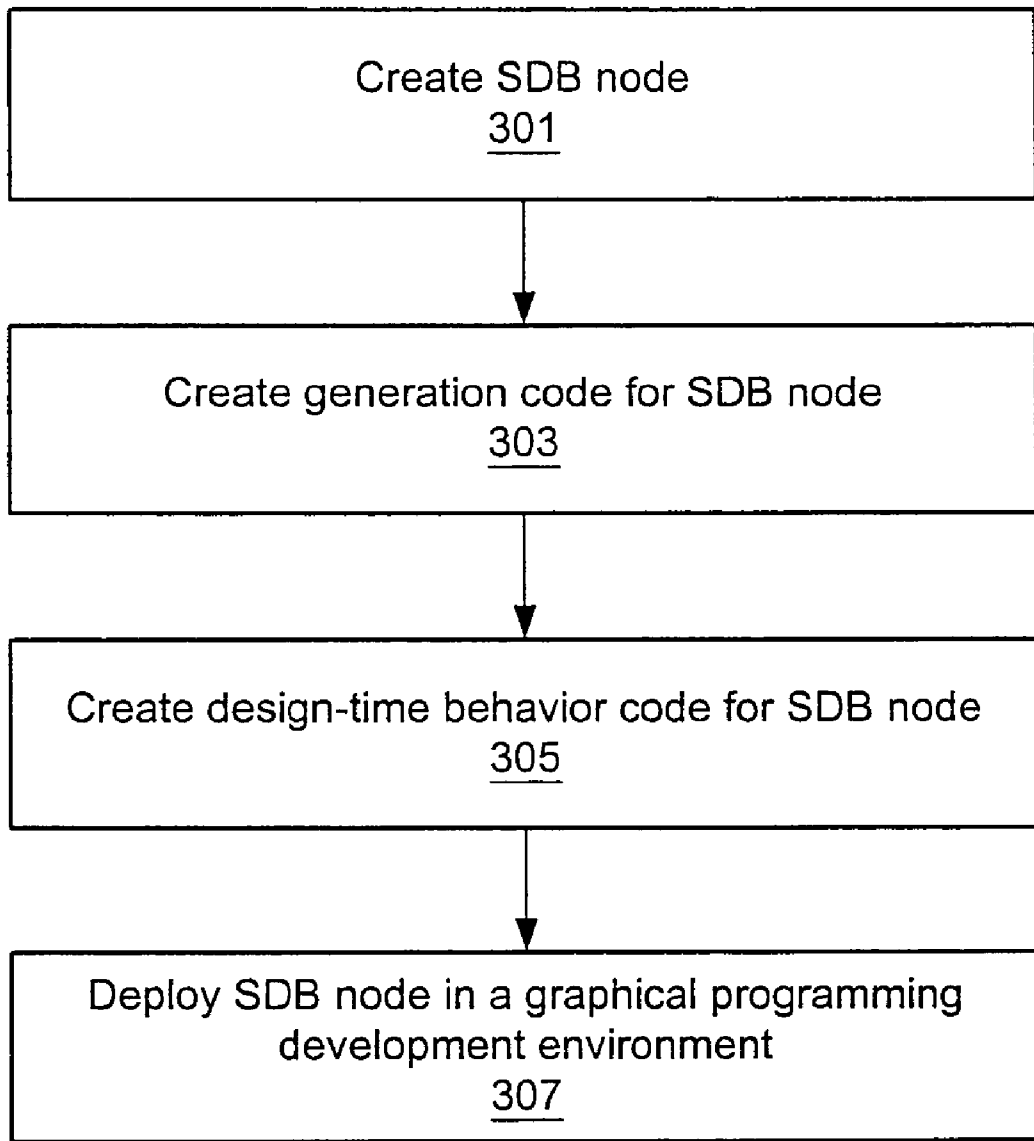 Create SDB node
301
Create generation code for SDB node
303
Create design-time behavior code for SDB node
305
Deploy SDB node in a graphical programming
development environment
307